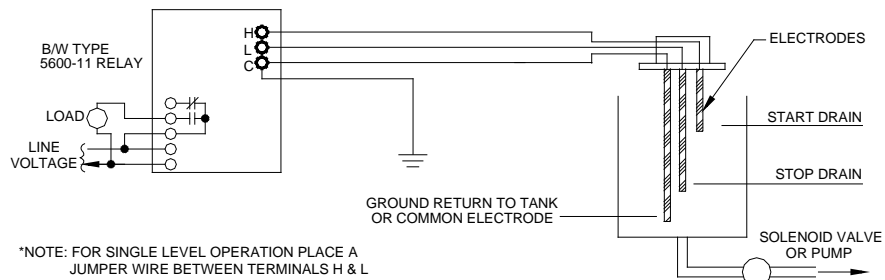 B/W TYPE
5600-11 RELAY
H
L
C
LOAD
LINE
VOLTAGE
ELECTRODES
START DRAIN
STOP DRAIN
GROUND RETURN TO TANK
OR COMMON ELECTRODE
SOLENOID VALVE
OR PUMP
*NOTE: FOR SINGLE LEVEL OPERATION PLACE A
JUMPER WIRE BETWEEN TERMINALS H & L